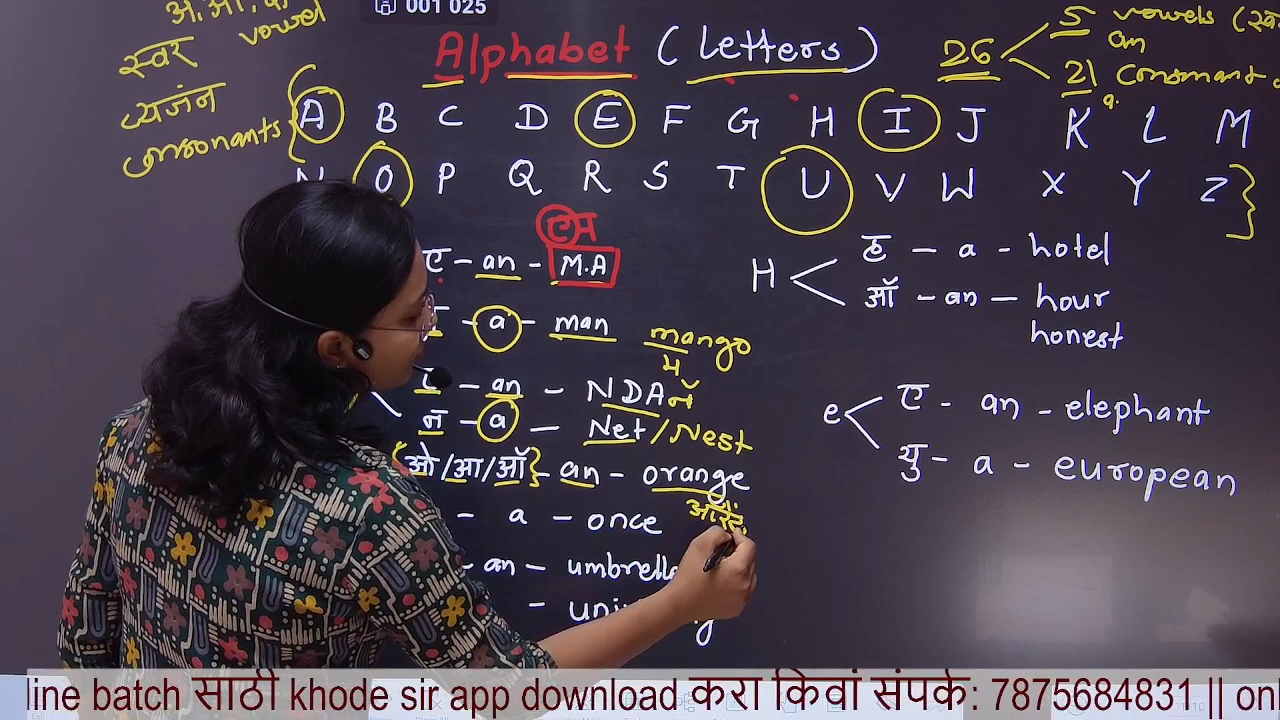 001 025
अ, आ,
स्वर vowel
व्यजंन
consonants
Alphabet (Letters)
26
5 vowels
an
21 consonant
a.
A B C D E F G H I J K L M
N O P Q R S T U V W X Y Z
एम
ए - an - M.A
- a - man mango
म
ए - an - NDA
न - a - Net/Nest
{ओ/आ/ऑ} - an - orange
- a - once
- an -
-
H
ह - a - hotel
ऑ - an - hour
honest
e
ए - an - elephant
यु - a - european
line batch साठी khode sir app download करा किवां संपर्क: 7875684831 || onl